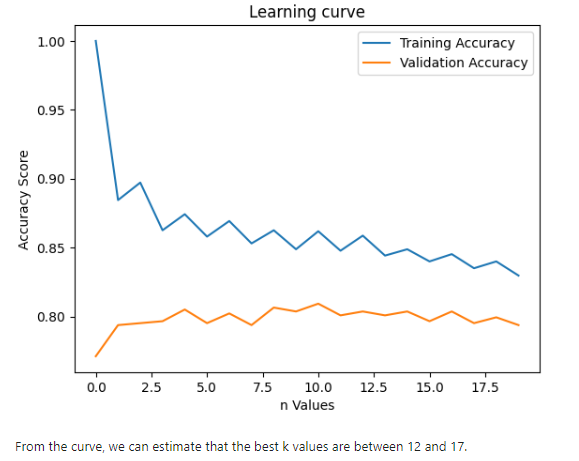 Learning curve
1.00
0.95
0.90
0.85
0.80
Accuracy Score
Training Accuracy
Validation Accuracy
0.0 2.5 5.0 7.5 10.0 12.5 15.0 17.5
n Values
From the curve, we can estimate that the best k values are between 12 and 17.